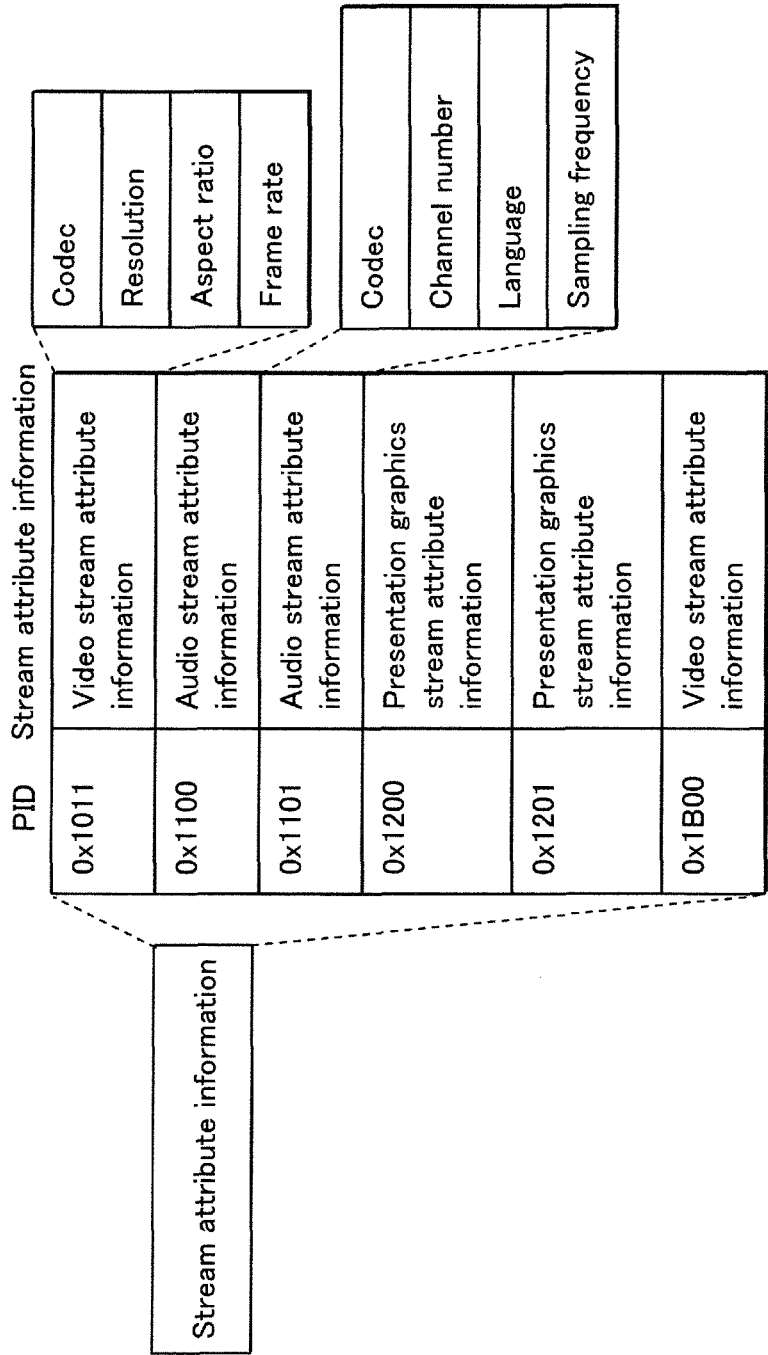 Stream attribute information
PID
Stream attribute information
0x1011
Video stream attribute
information
0x1100
Audio stream attribute
information
0x1101
Audio stream attribute
information
0x1200
Presentation graphics
stream attribute
information
0x1201
Presentation graphics
stream attribute
information
0x1B00
Video stream attribute
information
Codec
Resolution
Aspect ratio
Frame rate
Codec
Channel number
Language
Sampling frequency